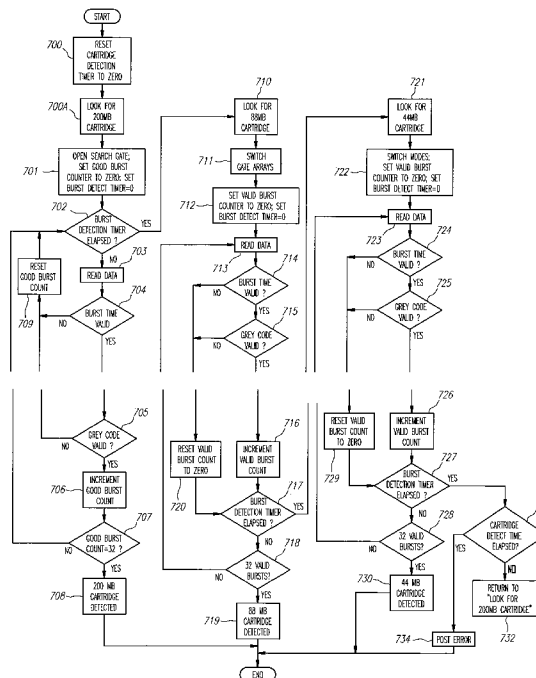 START
700
RESET
CARTRIDGE
DETECTION
TIMER TO ZERO
700A
LOOK FOR
200MB
CARTRIDGE
701
OPEN SEARCH GATE;
SET GOOD BURST
COUNTER TO ZERO; SET
BURST DETECT TIMER=0
702
BURST
DETECTION TIMER
ELAPSED ?
YES
NO
703
READ DATA
RESET
GOOD BURST
COUNT
709
704
BURST TIME
VALID
NO
YES
705
GREY CODE
VALID ?
NO
YES
706
INCREMENT
GOOD BURST
COUNT
707
GOOD BURST
COUNT=32 ?
NO
YES
708
200 MB
CARTRIDGE
DETECTED
710
LOOK FOR
88MB
CARTRIDGE
711
SWITCH
GATE ARRAYS
712
SET VALID BURST
COUNTER TO ZERO; SET
BURST DETECT TIMER=0
READ DATA
713
714
BURST TIME
VALID ?
NO
YES
715
GREY CODE
VALID ?
NO
YES
716
RESET VALID
BURST COUNT
TO ZERO
720
INCREMENT
VALID BURST
COUNT
717
BURST
DETECTION TIMER
ELAPSED ?
YES
NO
718
32 VALID
BURSTS?
NO
YES
719
88 MB
CARTRIDGE
DETECTED
721
LOOK FOR
44MB
CARTRIDGE
722
SWITCH MODES;
SET VALID BURST
COUNTER TO ZERO; SET
BURST DETECT TIMER=0
READ DATA
723
724
BURST TIME
VALID ?
NO
YES
725
GREY CODE
VALID ?
NO
YES
726
RESET VALID
BURST COUNT
TO ZERO
729
INCREMENT
VALID BURST
COUNT
727
BURST
DETECTION TIMER
ELAPSED ?
YES
NO
728
32 VALID
BURSTS?
NO
YES
730
44 MB
CARTRIDGE
DETECTED
CARTRIDGE
DETECT TIME
ELAPSED?
YES
NO
RETURN TO
"LOOK FOR
200MB CARTRIDGE"
732
734
POST ERROR
END